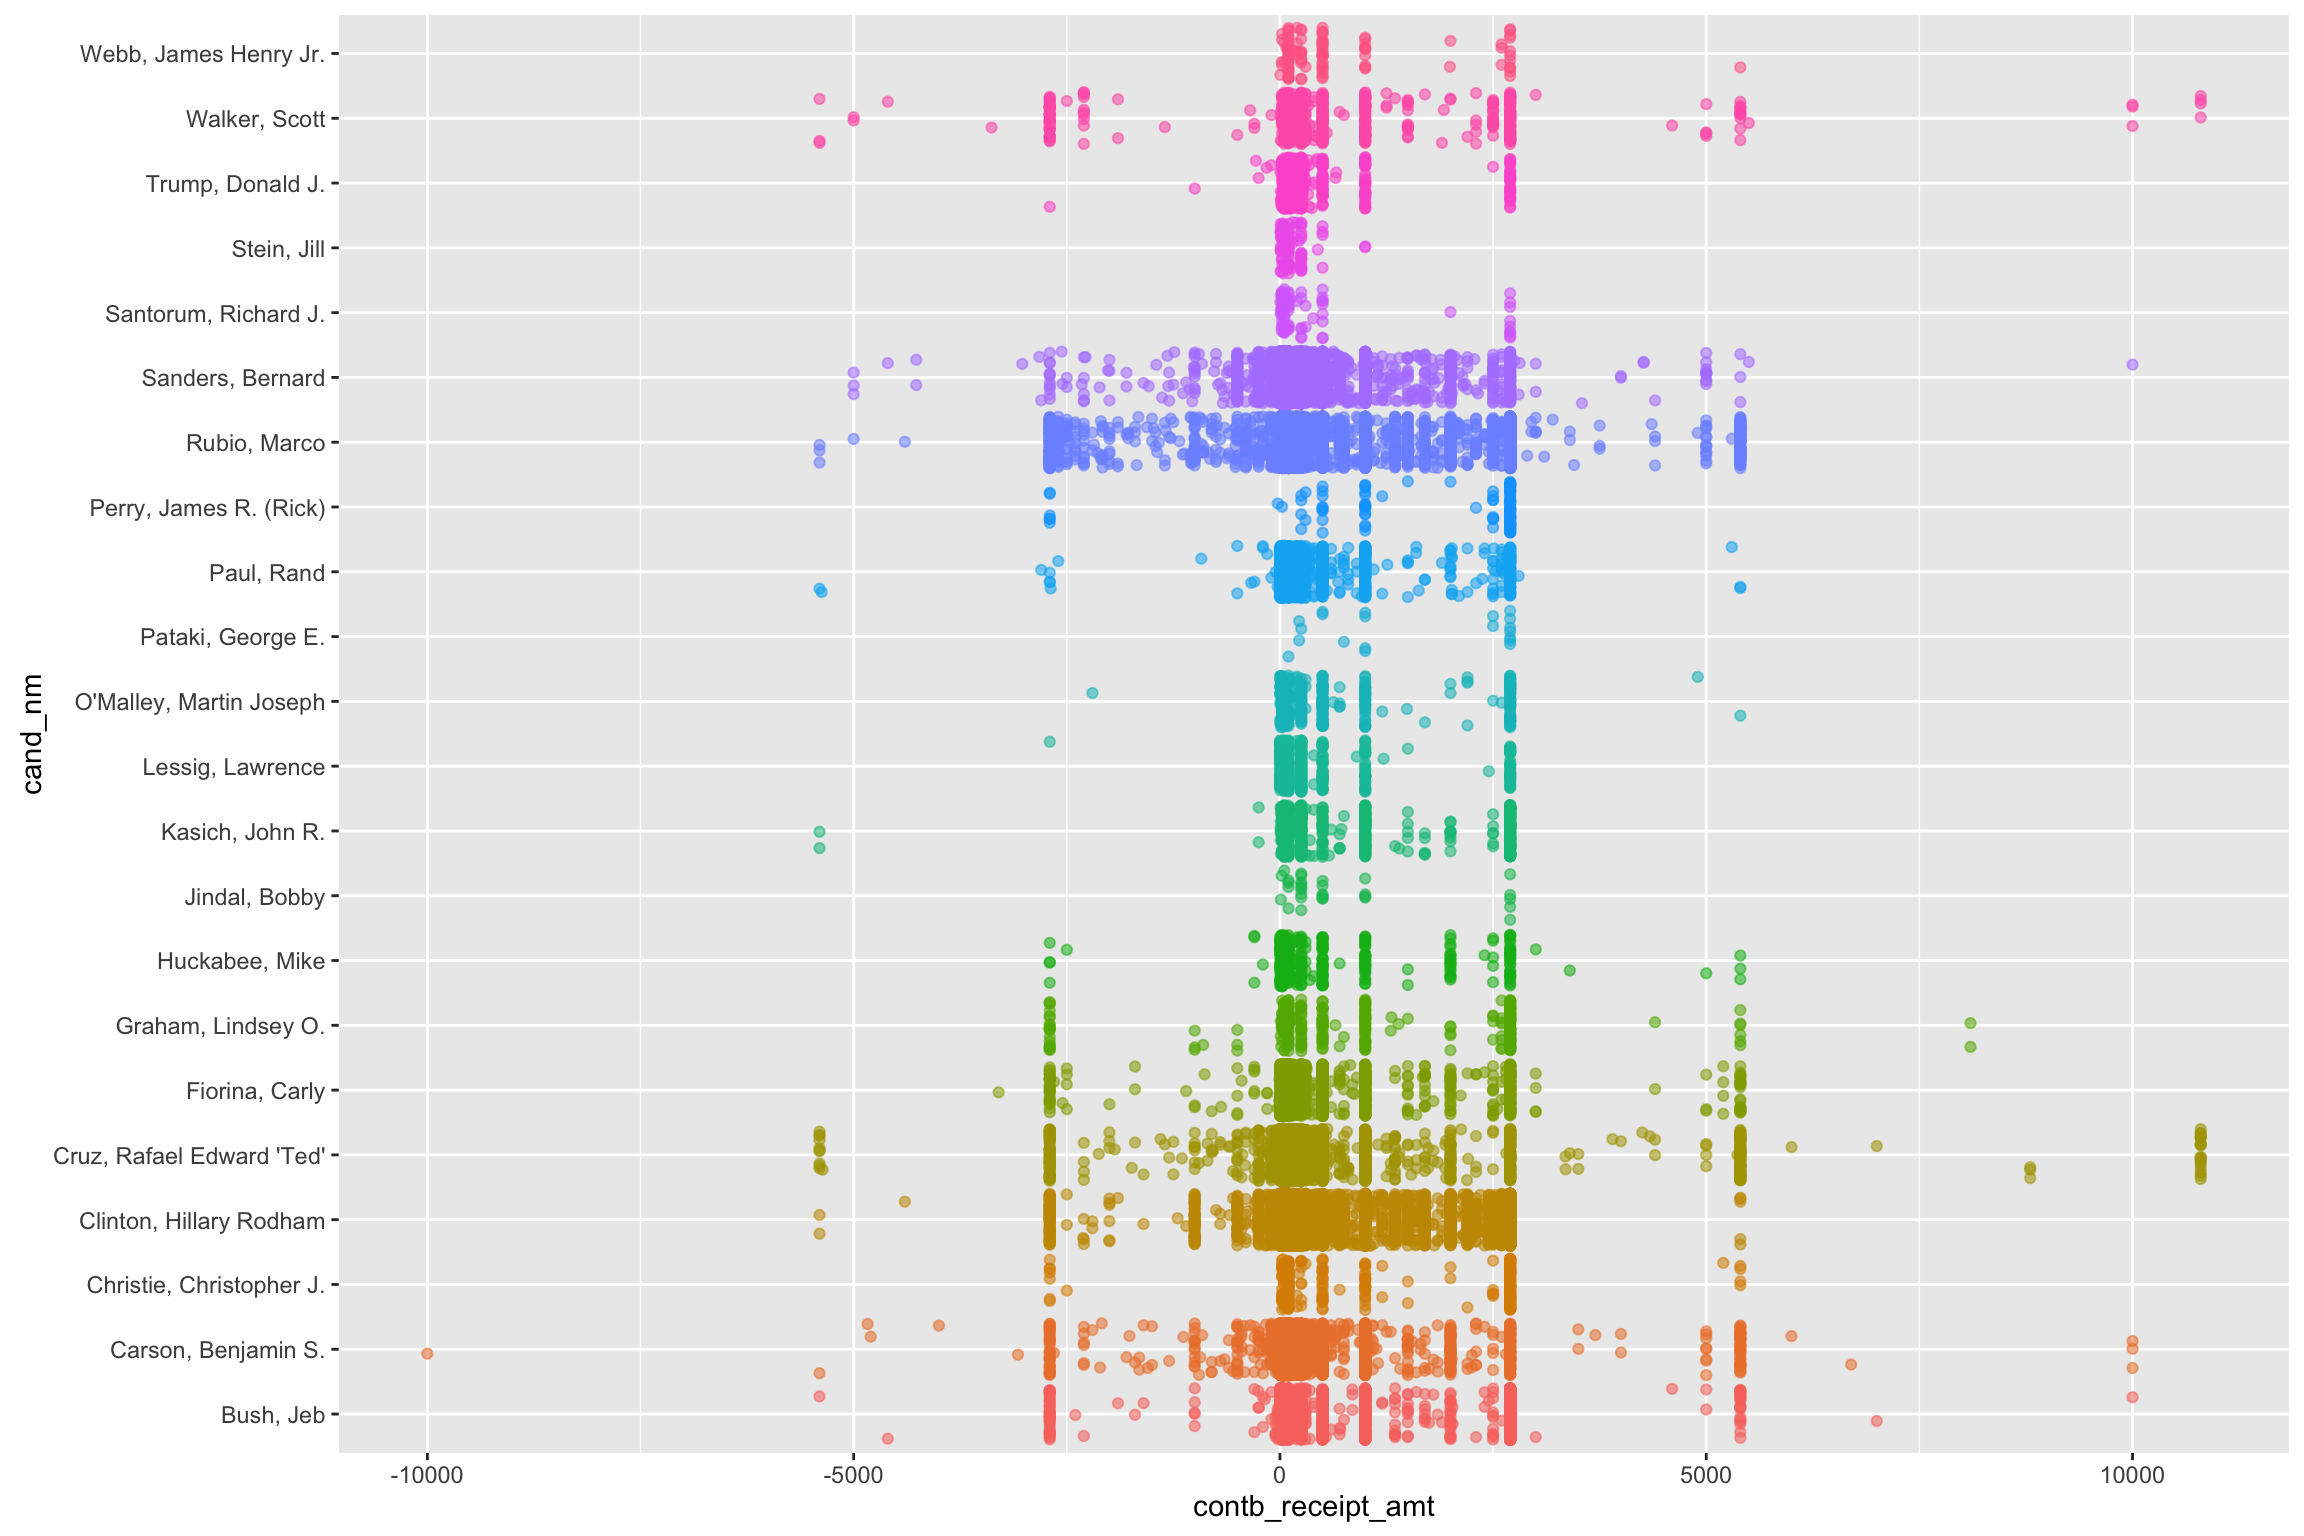 Webb, James Henry Jr.
Walker, Scott
Trump, Donald J.
Stein, Jill
Santorum, Richard J.
Sanders, Bernard
Rubio, Marco
Perry, James R. (Rick)
Paul, Rand
Pataki, George E.
O'Malley, Martin Joseph
Lessig, Lawrence
Kasich, John R.
Jindal, Bobby
Huckabee, Mike
Graham, Lindsey O.
Fiorina, Carly
Cruz, Rafael Edward 'Ted'
Clinton, Hillary Rodham
Christie, Christopher J.
Carson, Benjamin S.
Bush, Jeb
cand_nm
-10000 -5000 0 5000 10000
contb_receipt_amt